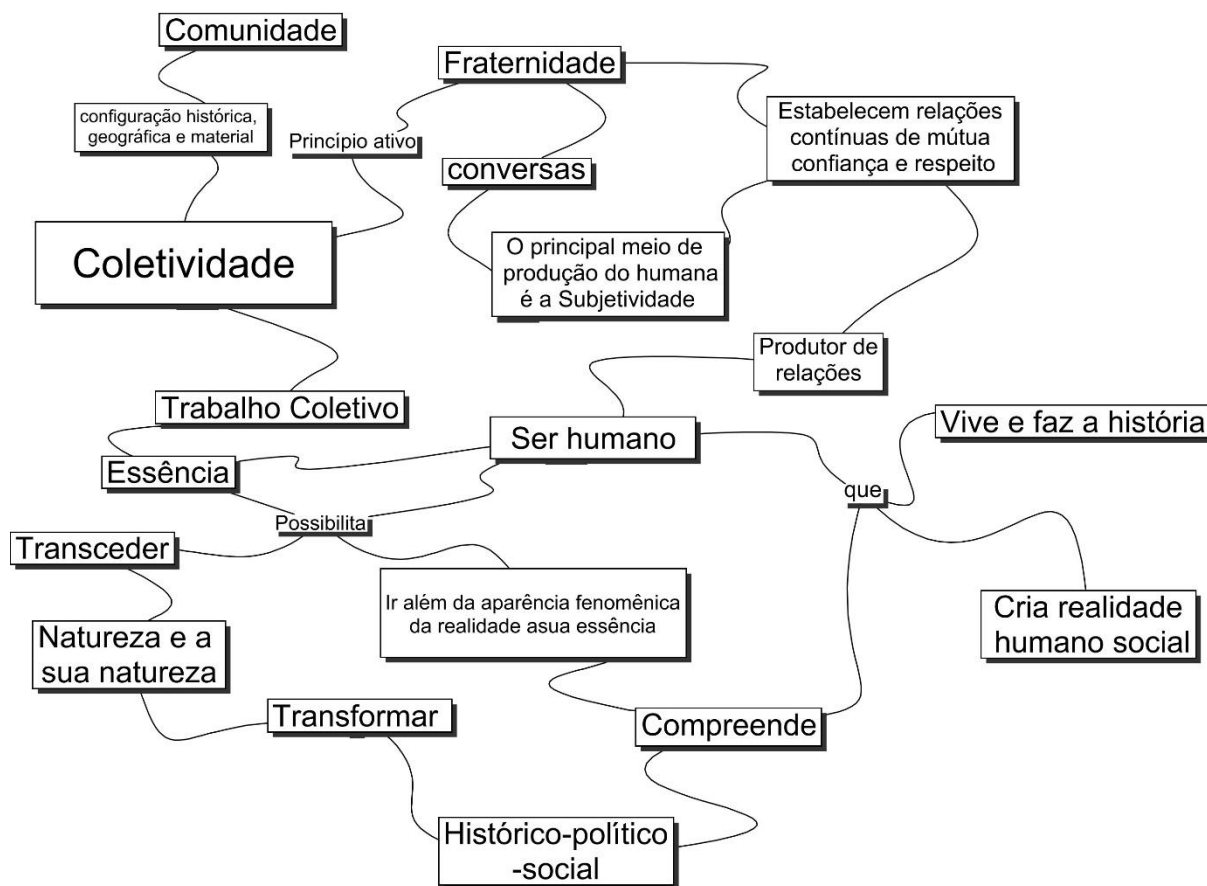 Comunidade
Fraternidade
configuração histórica,
geográfica e material
Princípio ativo
Estabelecem relações
contínuas de mútua
confiança e respeito
conversas
Coletividade
O principal meio de
produção do humana
é a Subjetividade
Produtor de
relações
Trabalho Coletivo
Ser humano
Vive e faz a história
Essência
que
Possibilita
Transceder
Ir além da aparência fenomênica
da realidade asua essência
Cria realidade
humano social
Natureza e a
sua natureza
Transformar
Compreende
Histórico-político
-social